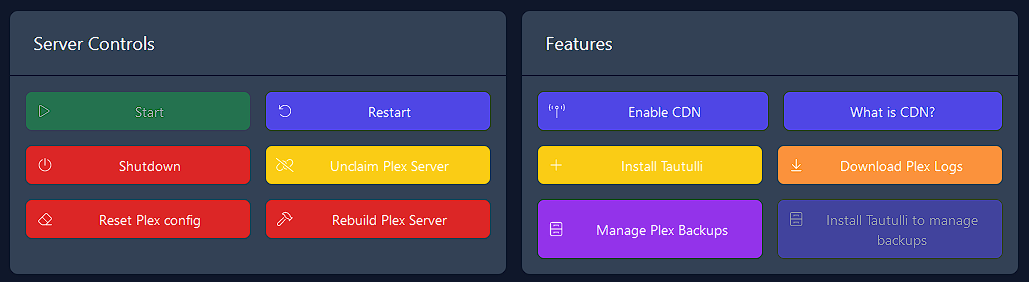 Server Controls
Start
Restart
Shutdown
Unclaim Plex Server
Reset Plex config
Rebuild Plex Server
Features
Enable CDN
What is CDN?
Install Tautulli
Download Plex Logs
Manage Plex Backups
Install Tautulli to manage
backups